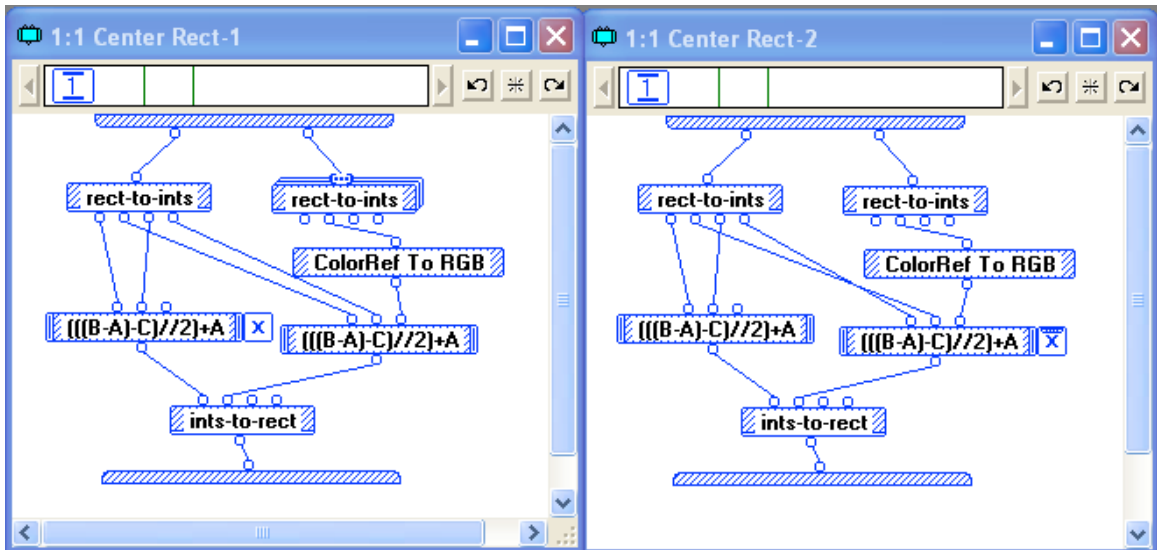 1:1 Center Rect-1
1
rect-to-ints
rect-to-ints
ColorRef To RGB
(((B-A)-C)//2)+A
x
(((B-A)-C)//2)+A
ints-to-rect
1:1 Center Rect-2
1
rect-to-ints
rect-to-ints
ColorRef To RGB
(((B-A)-C)//2)+A
(((B-A)-C)//2)+A
x
ints-to-rect